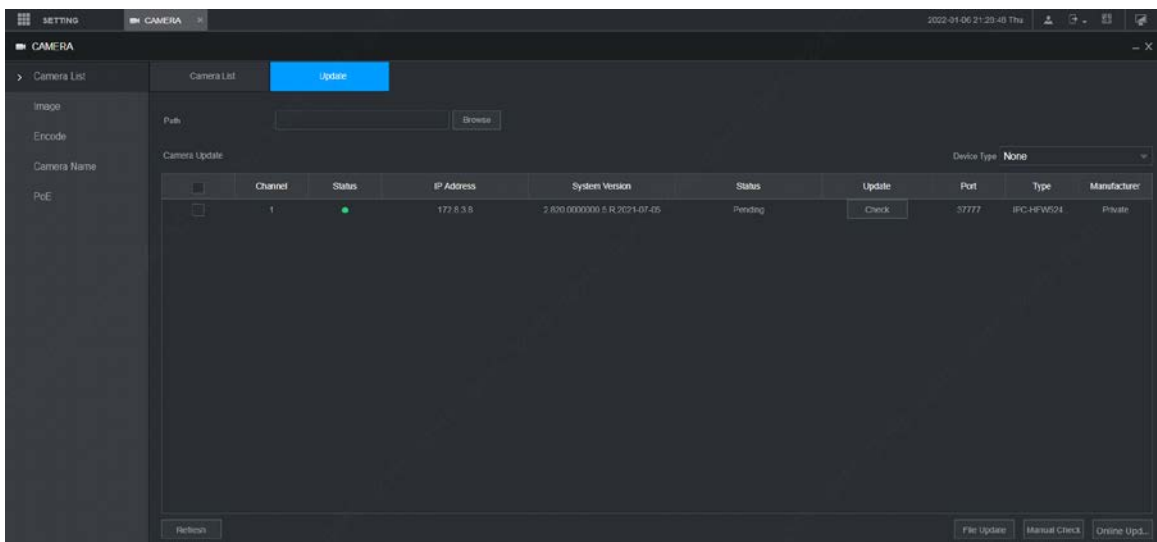 SETTING CAMERA × 2022-01-06 21:29:48 Thu
CAMERA
Camera List Camera List Update
Image
Path Browse
Encode
Camera Update Device Type None
Camera Name
Channel Status IP Address System Version Status Update Port Type Manufacturer
PoE
1 172.8.3.8 2.820.0000000.5.R,2021-07-05 Pending Check 37777 IPC-HFW524... Private
Refresh File Update Manual Check Online Upd...